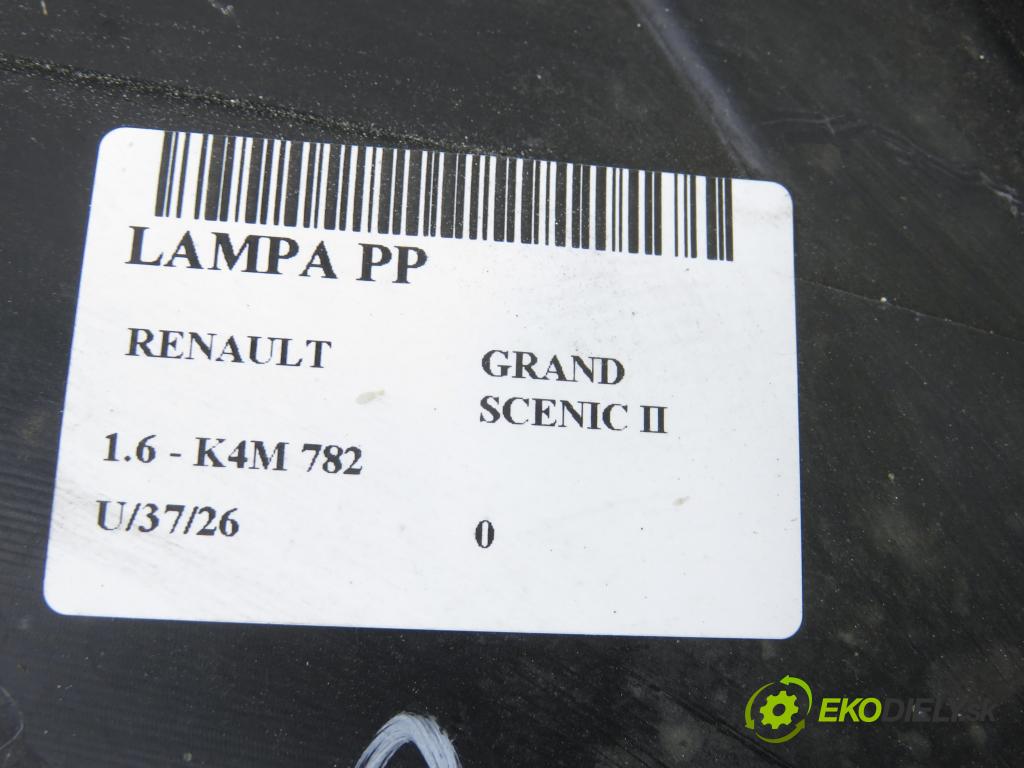 LAMPA PP
RENAULT
GRAND
SCENIC II
1.6 - K4M 782
U/37/26
0
EKODIELY.SK